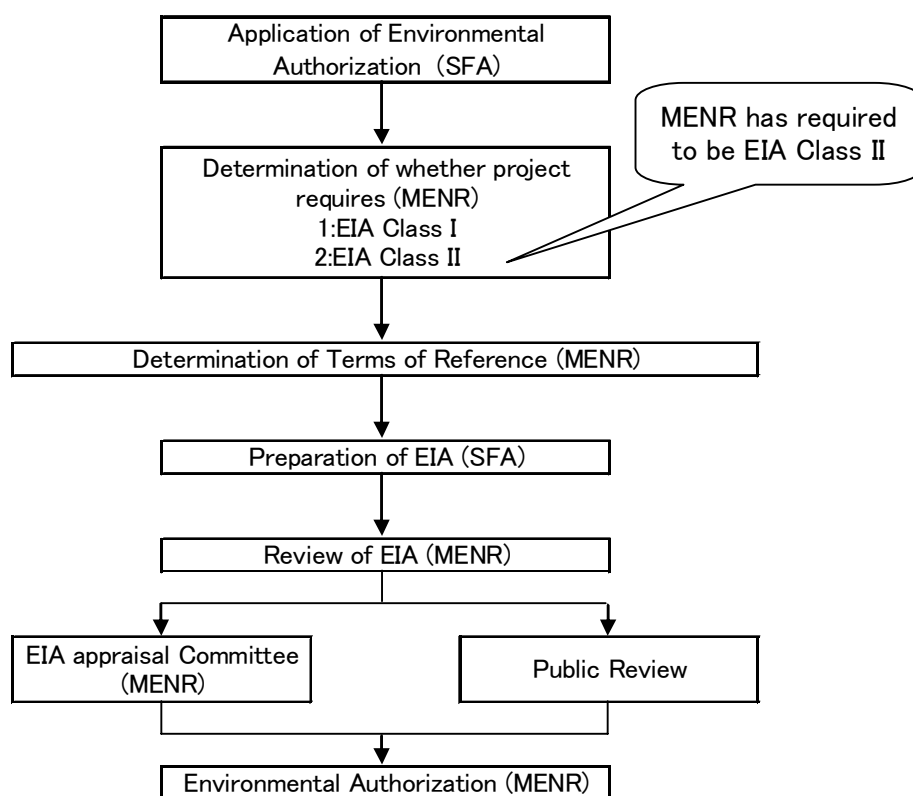 Application of Environmental
Authorization (SFA)
MENR has required
to be EIA Class II
Determination of whether project
requires (MENR)
1:EIA Class I
2:EIA Class II
Determination of Terms of Reference (MENR)
Preparation of EIA (SFA)
Review of EIA (MENR)
EIA appraisal Committee
(MENR)
Public Review
Environmental Authorization (MENR)